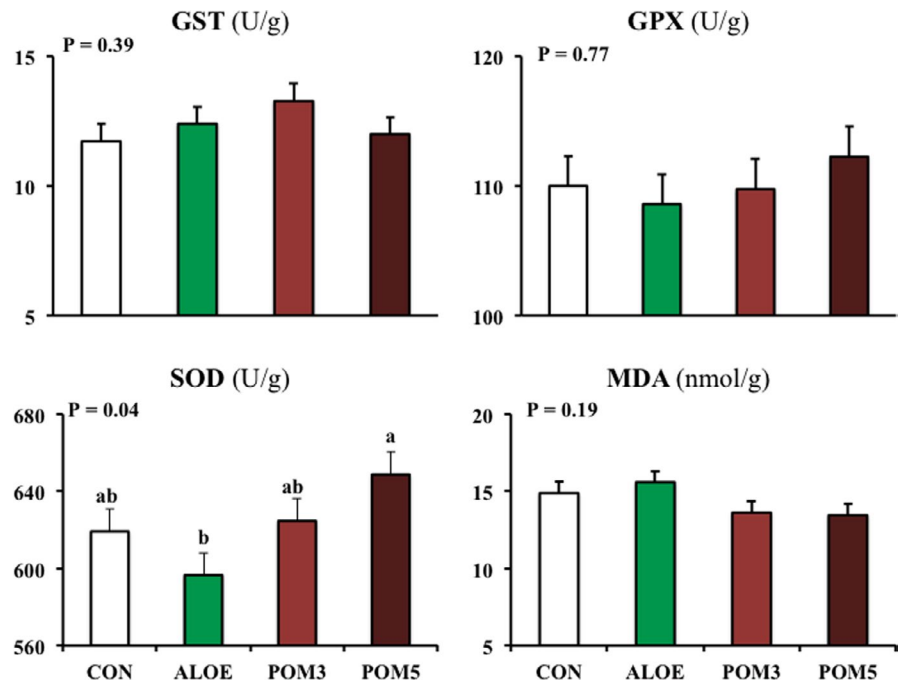 GST (U/g)
P = 0.39
15
10
5
GPX (U/g)
P = 0.77
120
110
100
SOD (U/g)
P = 0.04
680
640
600
560
ab
b
ab
a
CON ALOE POM3 POM5
MDA (nmol/g)
P = 0.19
20
15
10
5
CON ALOE POM3 POM5